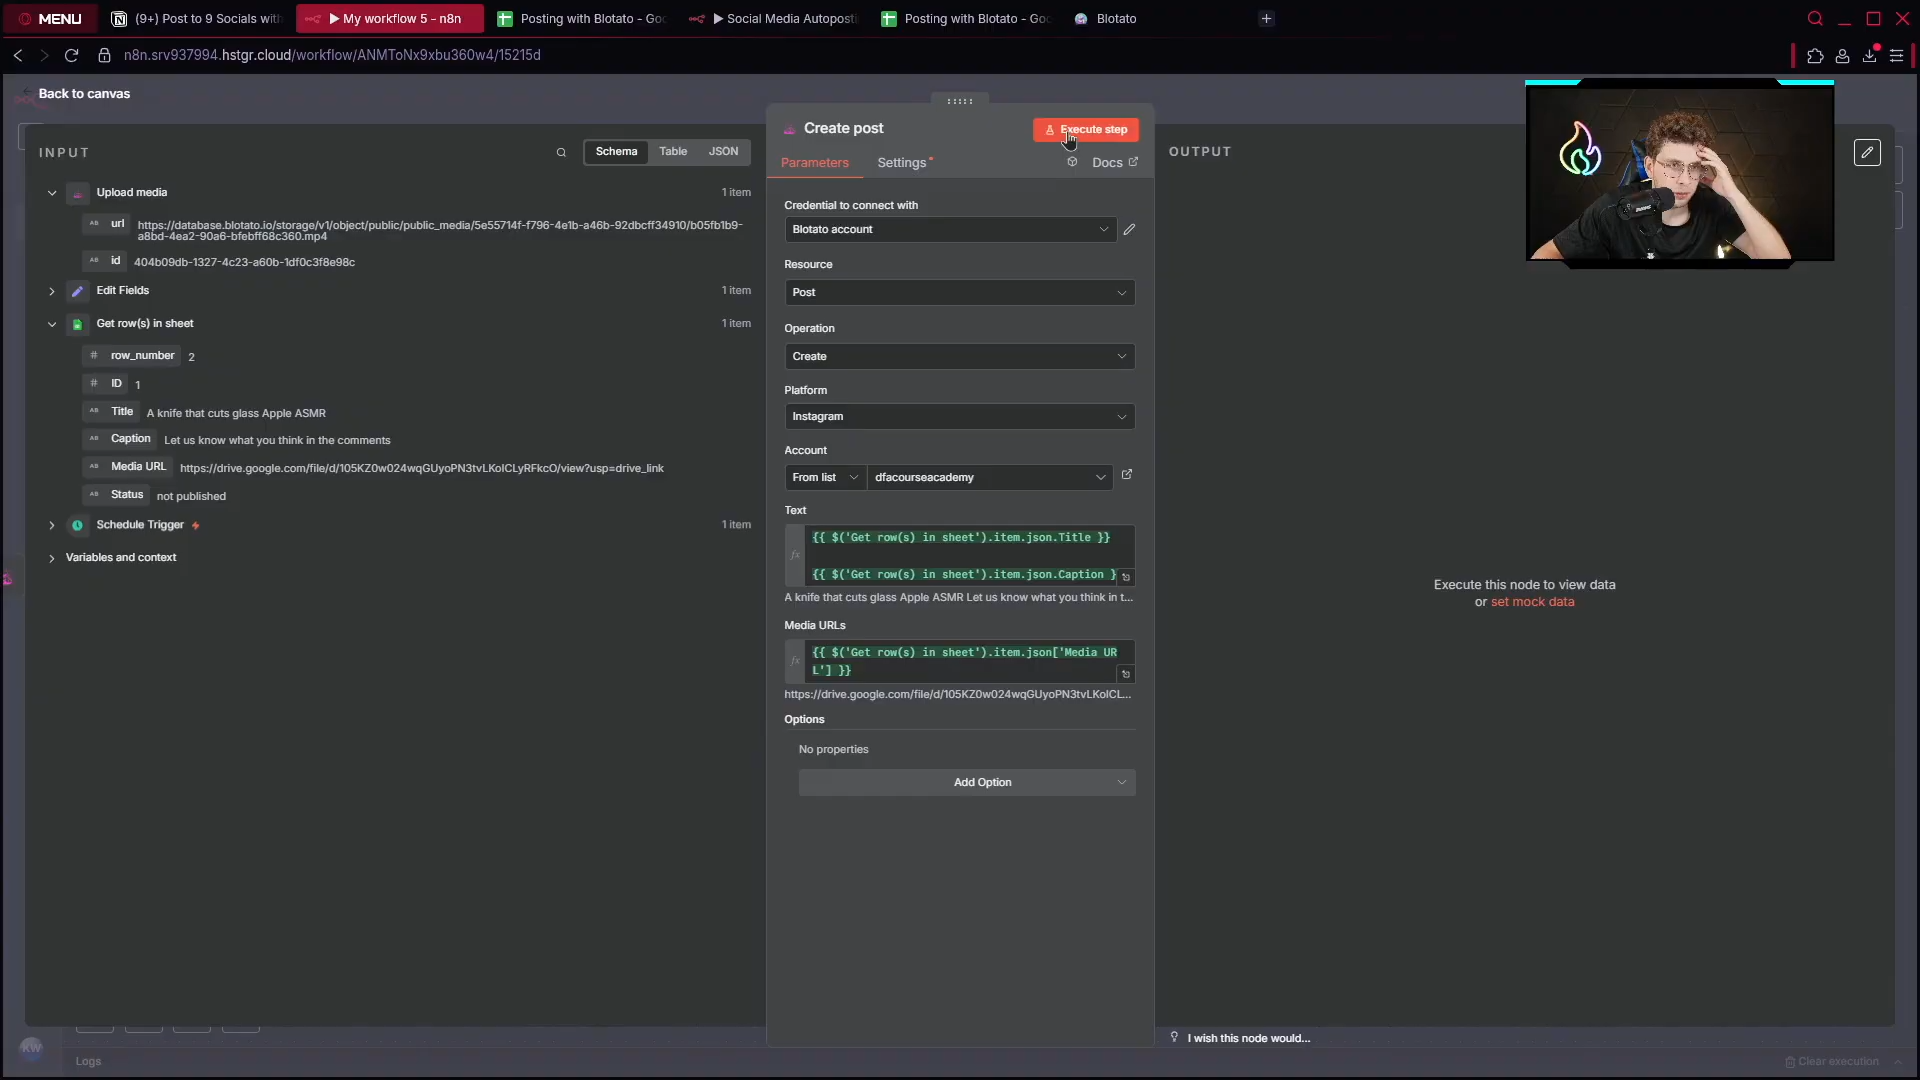 MENU
(9+) Post to 9 Socials with
My workflow 5 - n8n
Posting with Blotato - Goo
Social Media Autoposti
Posting with Blotato - Goo
Blotato
n8n.srv937994.hstgr.cloud/workflow/ANMToNx9xbu360w4/15215d
Back to canvas
INPUT
Schema
Table
JSON
Upload media
1 item
url
https://database.blotato.io/storage/v1/object/public/public_media/5e55714f-f796-4e1b-a46b-92dbcff34910/b05fb1b9-
a8bd-4ea2-90a6-bfebff68c360.mp4
id
404b09db-1327-4c23-a60b-1df0c3f8e98c
Edit Fields
1 item
Get row(s) in sheet
1 item
row_number
2
ID
1
Title
A knife that cuts glass Apple ASMR
Caption
Let us know what you think in the comments
Media URL
https://drive.google.com/file/d/105KZ0w024wqGUyoPN3tvLKoICLyRFkcO/view?usp=drive_link
Status
not published
Schedule Trigger
1 item
Variables and context
Create post
Execute step
Parameters
Settings
Docs
Credential to connect with
Blotato account
Resource
Post
Operation
Create
Platform
Instagram
Account
From list
dfacourseacademy
Text
fx
{{ $('Get row(s) in sheet').item.json.Title }}
{{ $('Get row(s) in sheet').item.json.Caption }
A knife that cuts glass Apple ASMR Let us know what you think in t...
Media URLs
fx
{{ $('Get row(s) in sheet').item.json['Media UR
L'] }}
https://drive.google.com/file/d/105KZ0w024wqGUyoPN3tvLKoICL...
Options
No properties
Add Option
OUTPUT
Execute this node to view data
or set mock data
I wish this node would...
KW
Logs
Clear execution